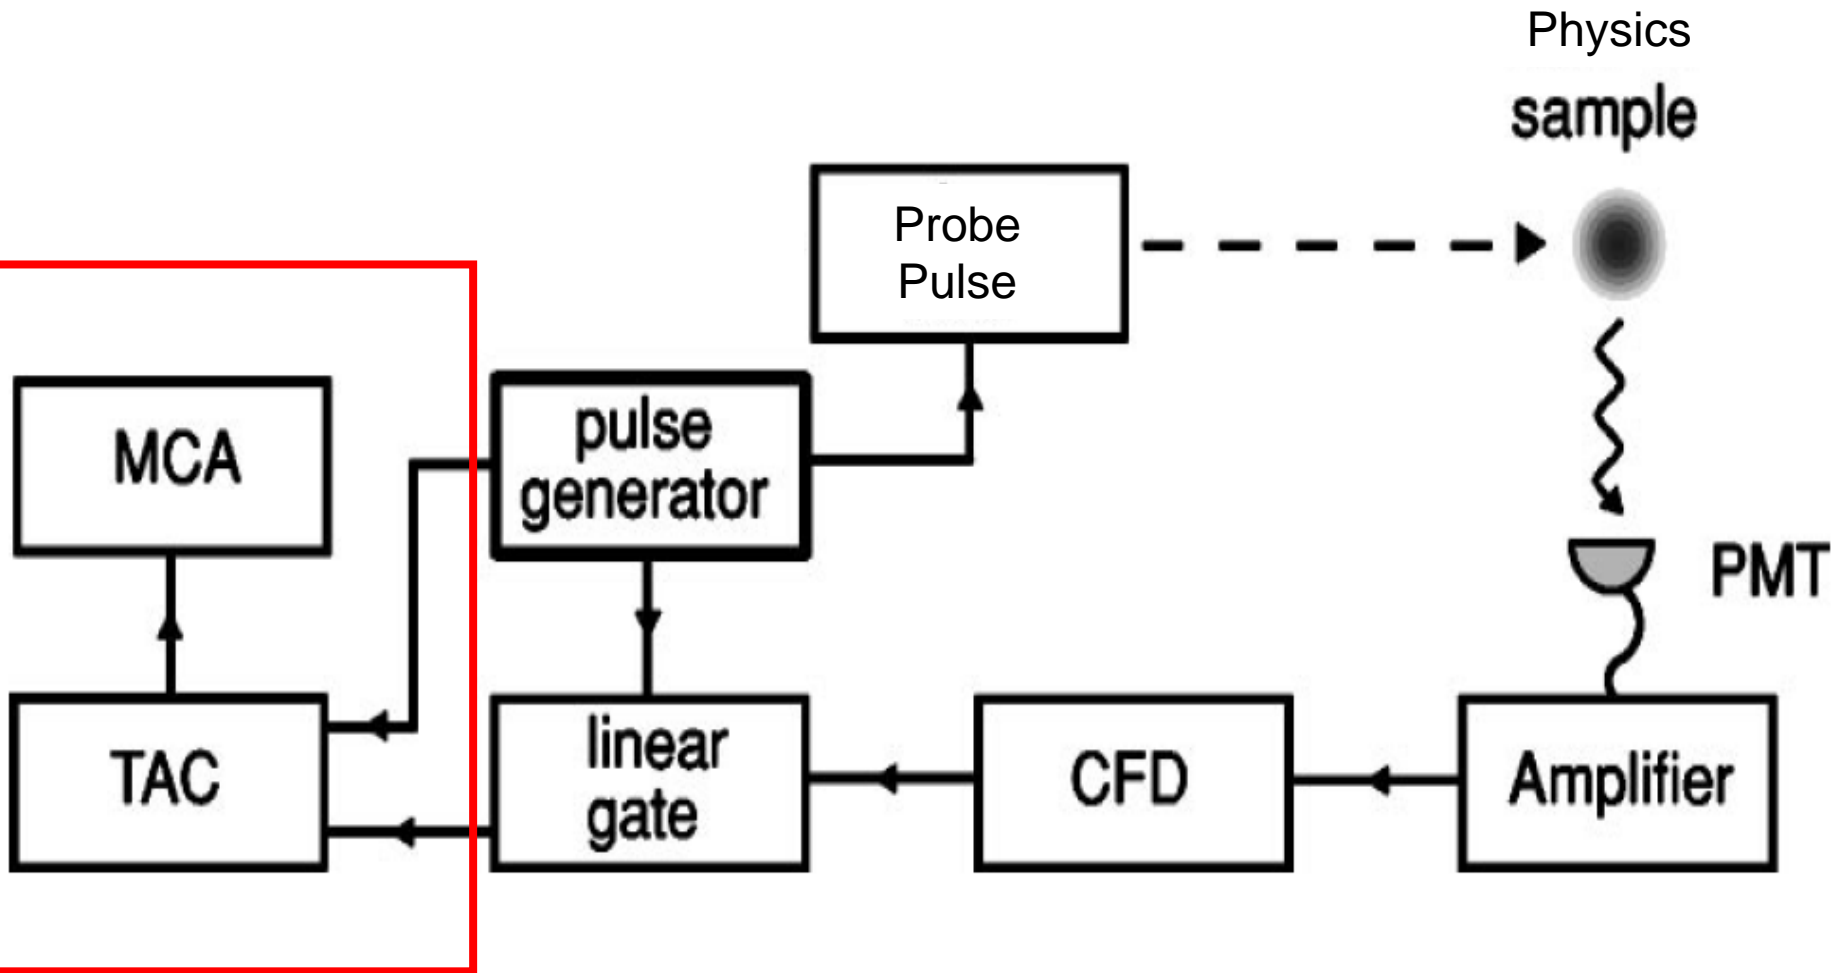 Physics
sample
Probe
Pulse
MCA
pulse
generator
PMT
TAC
linear
gate
CFD
Amplifier